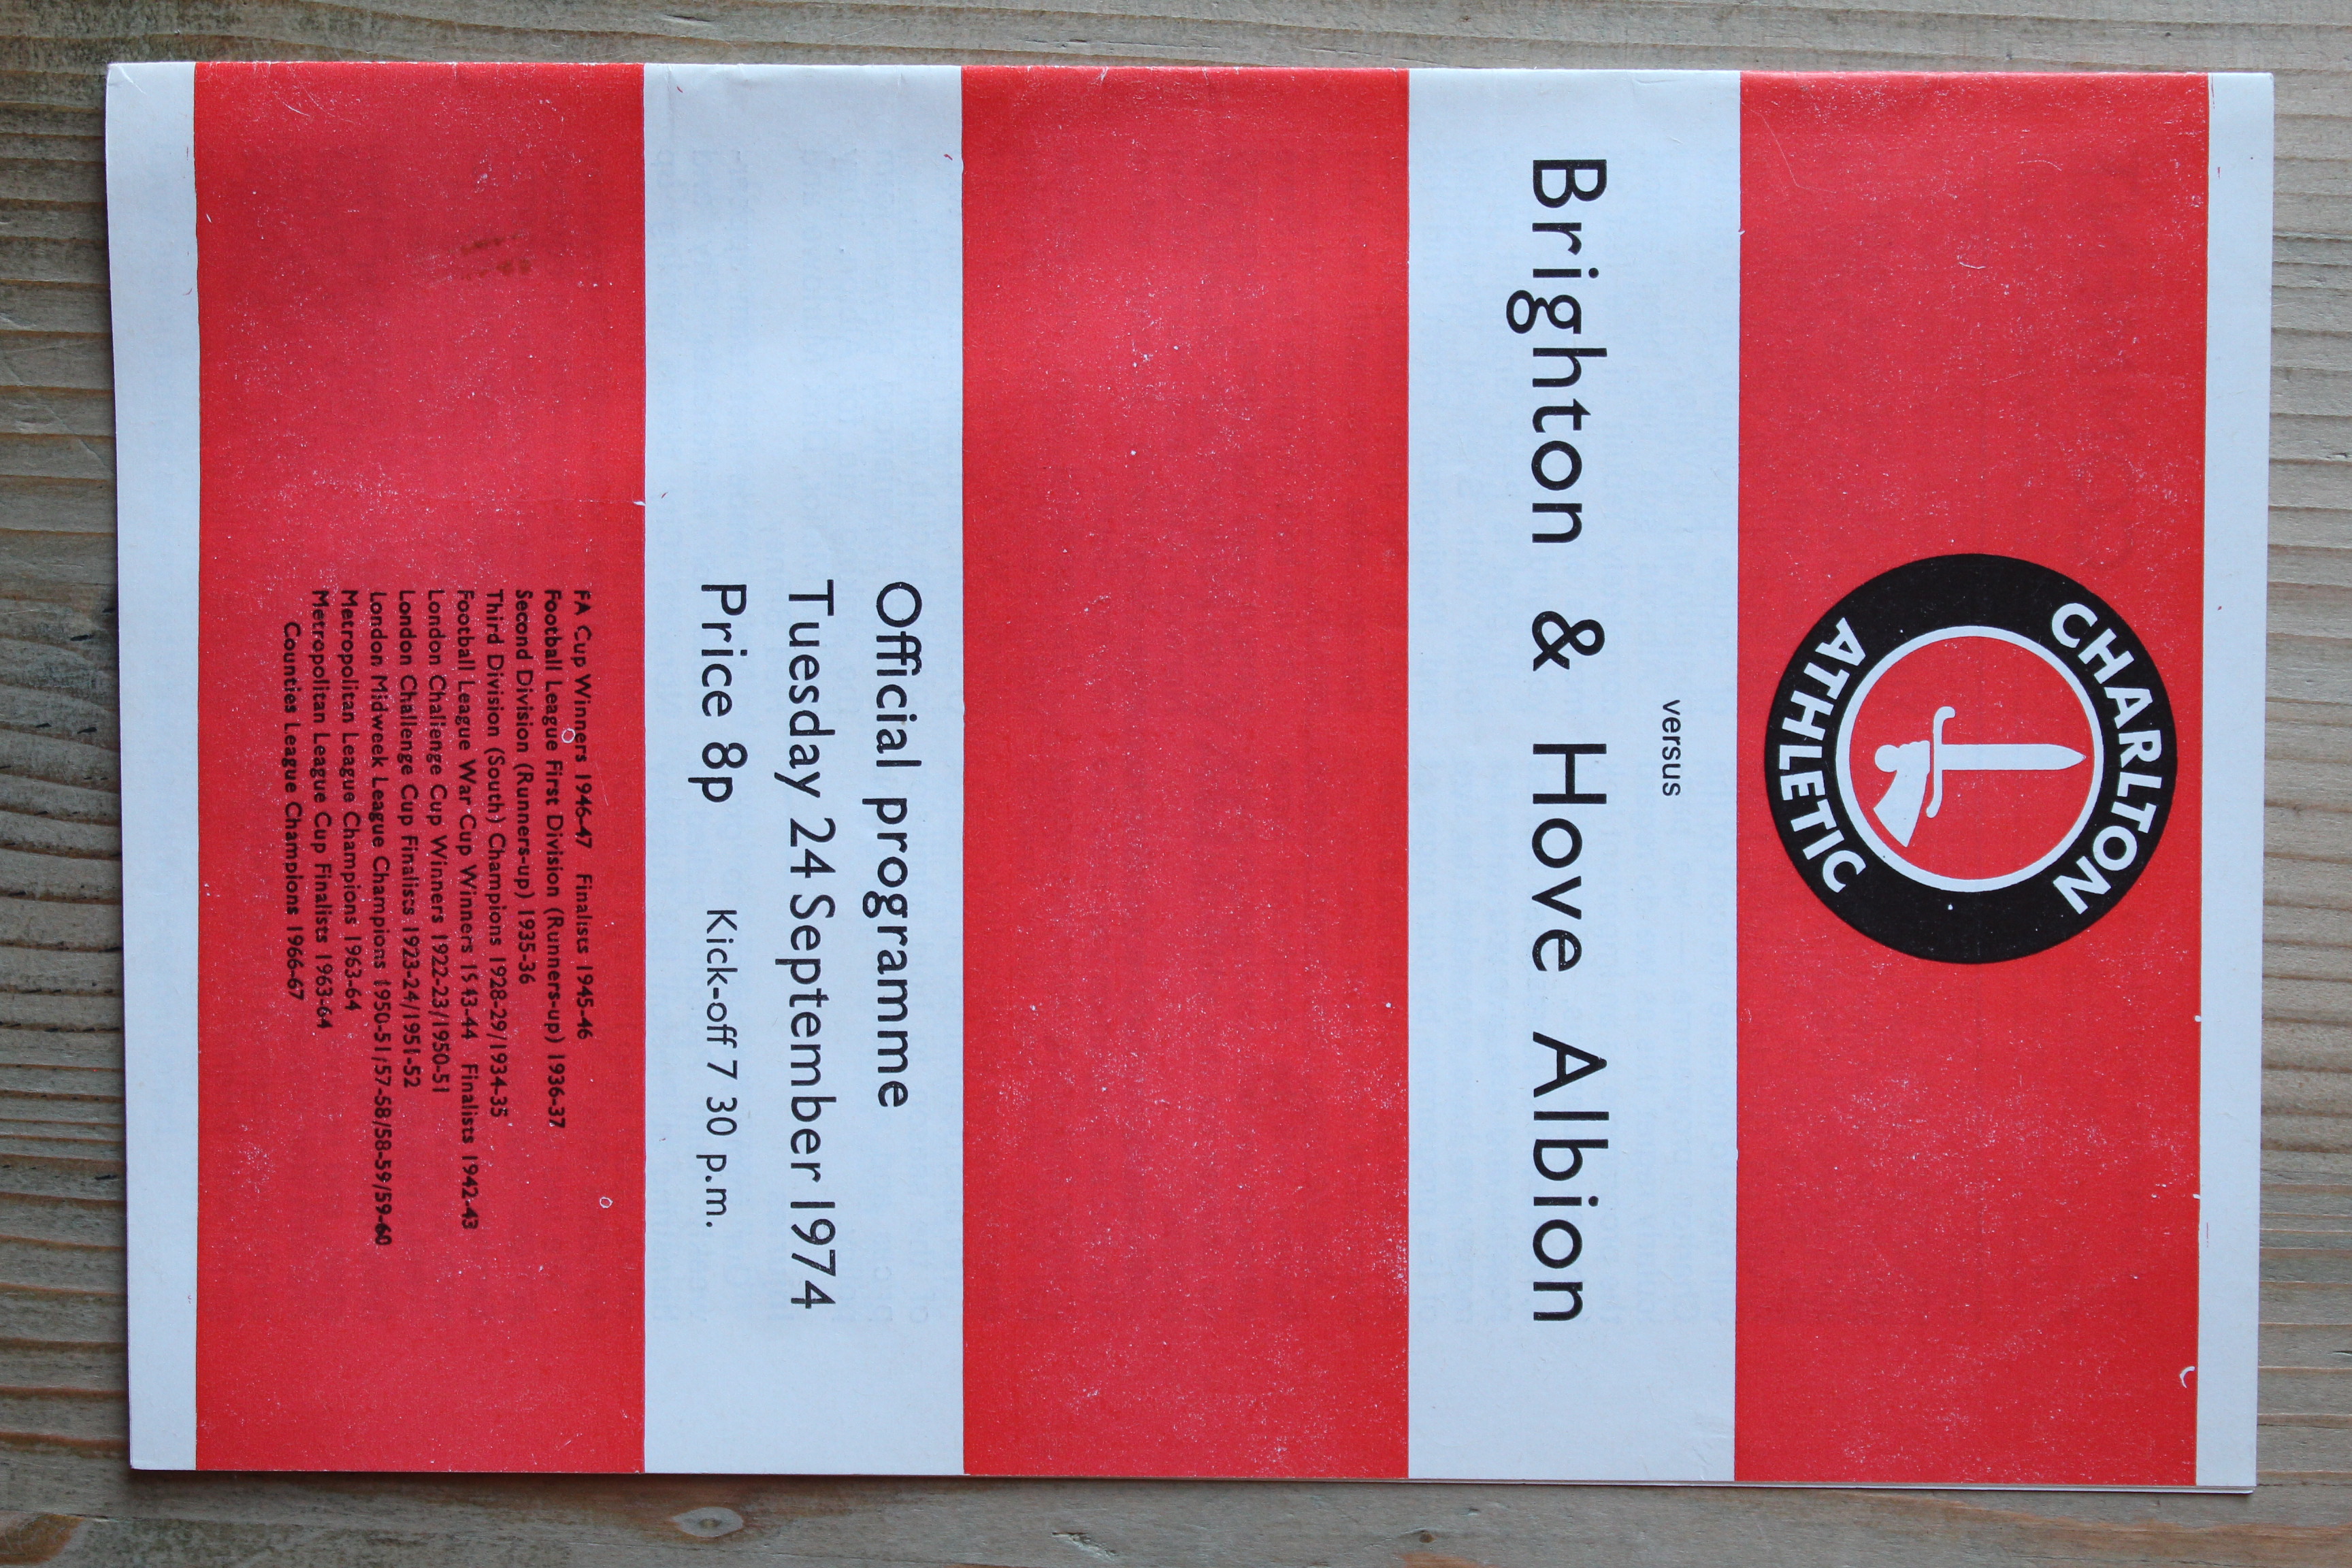 CHARLTON
ATHLETIC
versus
Brighton & Hove Albion
Official programme
Tuesday 24 September 1974
Price 8p Kick-off 7 30 p.m.
FA Cup Winners 1946-47 Finalists 1945-46
Football League First Division (Runners-up) 1936-37
Second Division (Runners-up) 1935-36
Third Division (South) Champions 1928-29/1934-35
Football League War Cup Winners 1943-44 Finalists 1942-43
London Challenge Cup Winners 1922-23/1950-51
London Challenge Cup Finalists 1923-24/1951-52
London Midweek League Champions 1950-51/57-58/58-59/59-60
Metropolitan League Champions 1963-64
Metropolitan League Cup Finalists 1963-64
Counties League Champions 1966-67